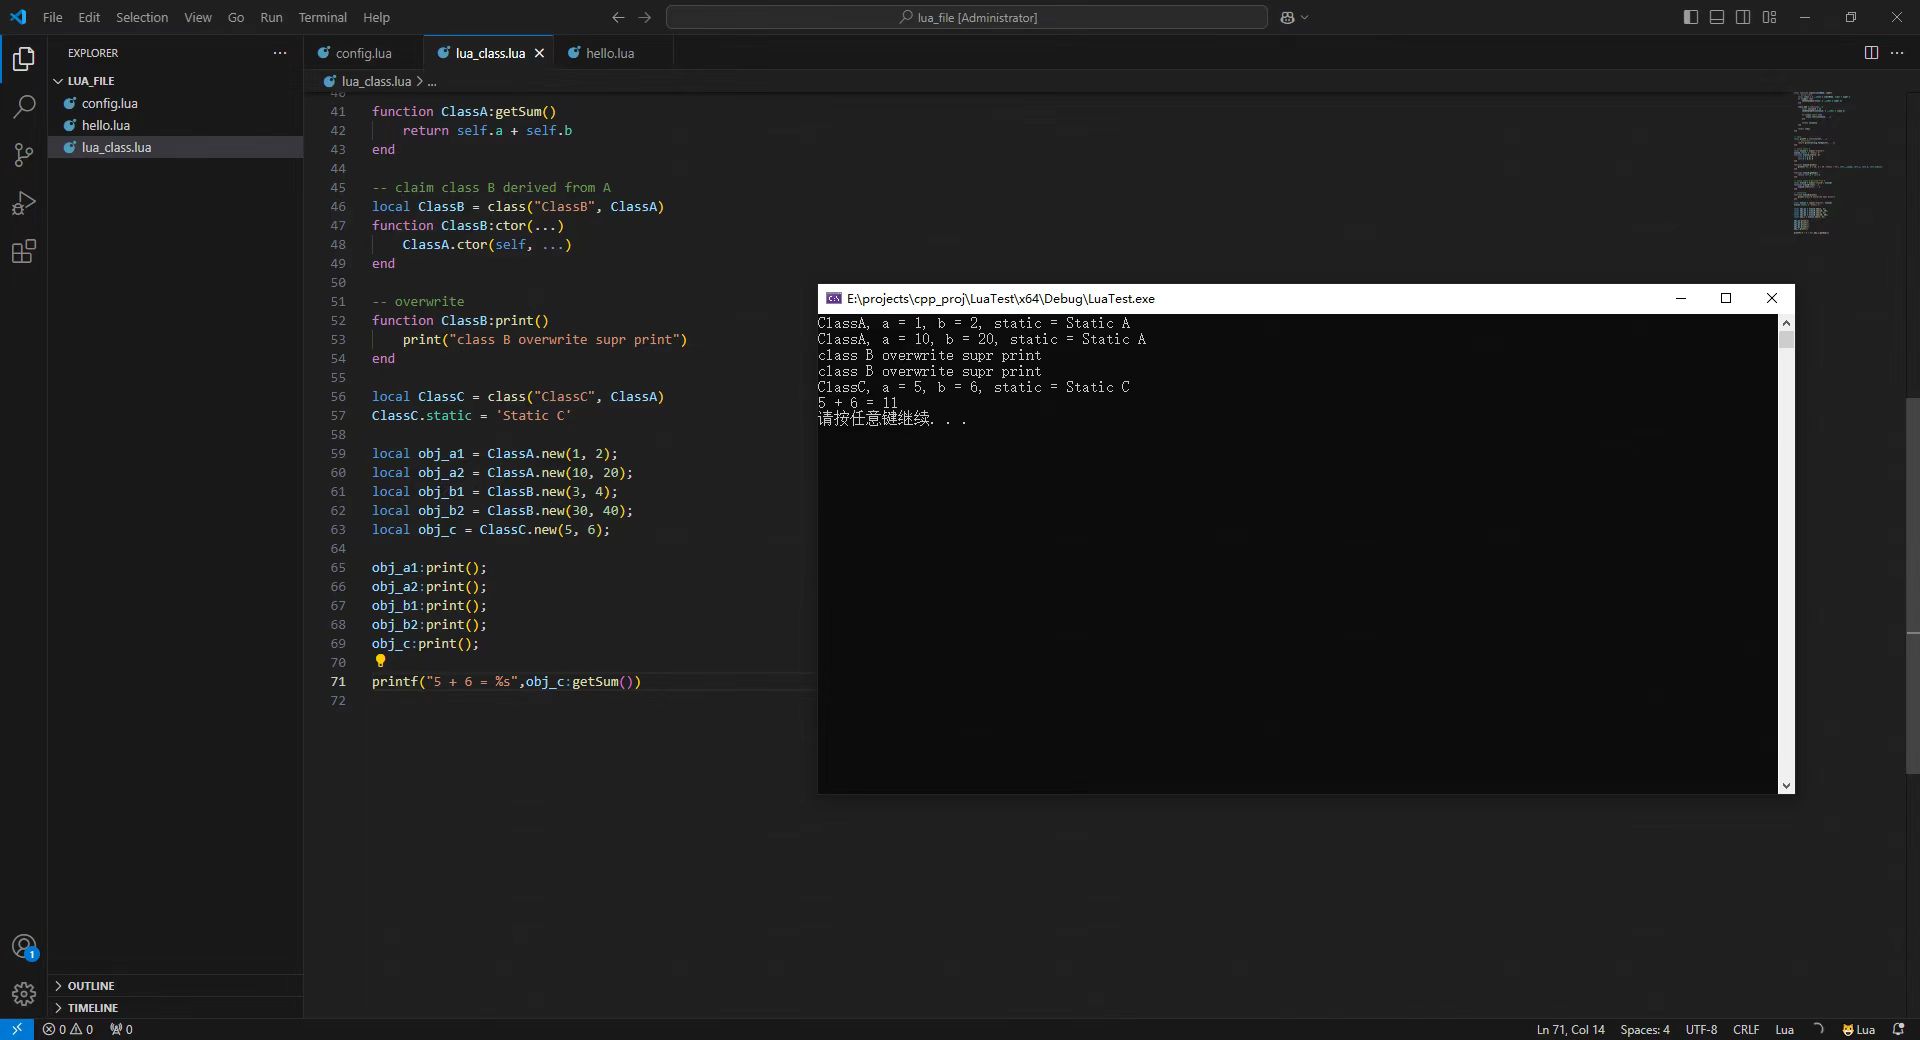 File Edit Selection View Go Run Terminal Help
lua_file [Administrator]
EXPLORER
LUA_FILE
config.lua
hello.lua
lua_class.lua
OUTLINE
TIMELINE
config.lua lua_class.lua hello.lua
lua_class.lua > ...
40
41 function ClassA:getSum()
42 return self.a + self.b
43 end
44
45 -- claim class B derived from A
46 local ClassB = class("ClassB", ClassA)
47 function ClassB:ctor(...)
48 ClassA.ctor(self, ...)
49 end
50
51 -- overwrite
52 function ClassB:print()
53 print("class B overwrite supr print")
54 end
55
56 local ClassC = class("ClassC", ClassA)
57 ClassC.static = 'Static C'
58
59 local obj_a1 = ClassA.new(1, 2);
60 local obj_a2 = ClassA.new(10, 20);
61 local obj_b1 = ClassB.new(3, 4);
62 local obj_b2 = ClassB.new(30, 40);
63 local obj_c = ClassC.new(5, 6);
64
65 obj_a1:print();
66 obj_a2:print();
67 obj_b1:print();
68 obj_b2:print();
69 obj_c:print();
70
71 printf("5 + 6 = %s",obj_c:getSum())
72
E:\projects\cpp_proj\LuaTest\x64\Debug\LuaTest.exe
ClassA, a = 1, b = 2, static = Static A
ClassA, a = 10, b = 20, static = Static A
class B overwrite supr print
class B overwrite supr print
ClassC, a = 5, b = 6, static = Static C
5 + 6 = 11
请按任意键继续. . .
1
0 0 0
Ln 71, Col 14 Spaces: 4 UTF-8 CRLF Lua Lua